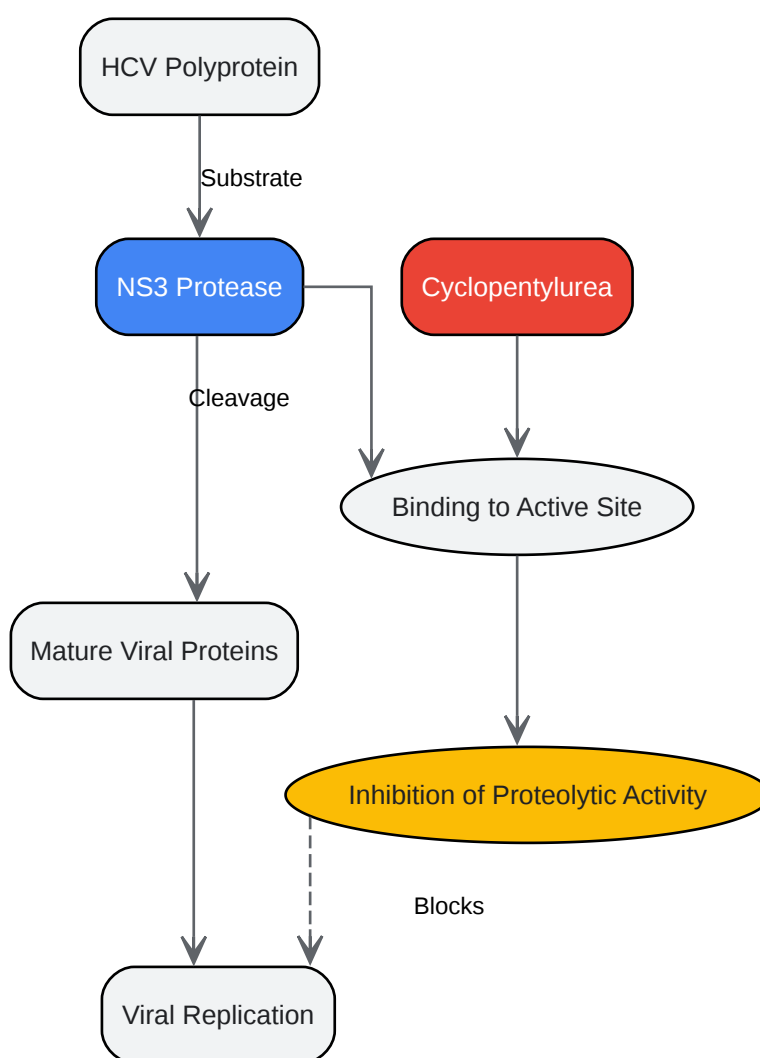 HCV Polyprotein
Substrate
NS3 Protease
Cyclopentylurea
Cleavage
Binding to Active Site
Mature Viral Proteins
Inhibition of Proteolytic Activity
Blocks
Viral Replication